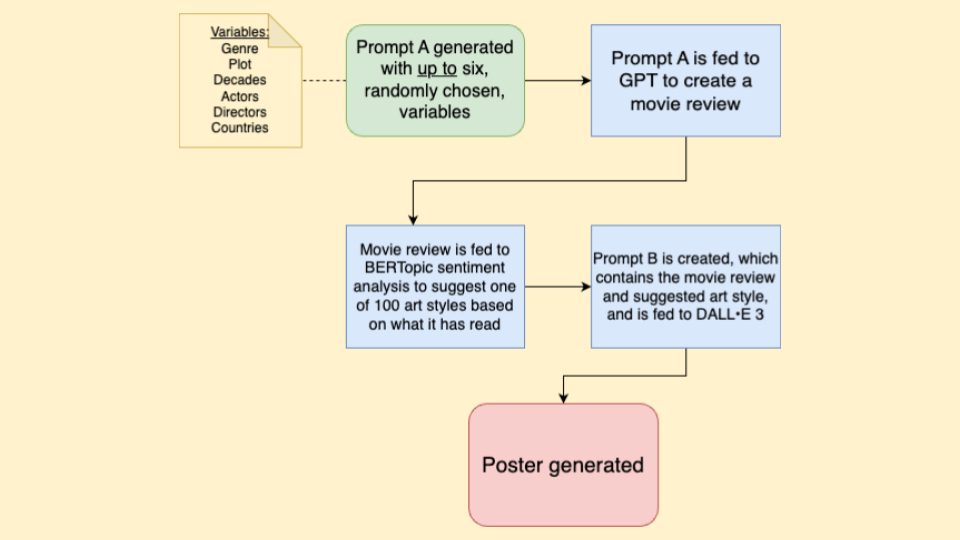 Variables:
Genre
Plot
Decades
Actors
Directors
Countries
Prompt A generated
with up to six,
randomly chosen,
variables
Prompt A is fed to
GPT to create a
movie review
Movie review is fed to
BERTopic sentiment
analysis to suggest one
of 100 art styles based
on what it has read
Prompt B is created, which
contains the movie review
and suggested art style,
and is fed to DALL•E 3
Poster generated